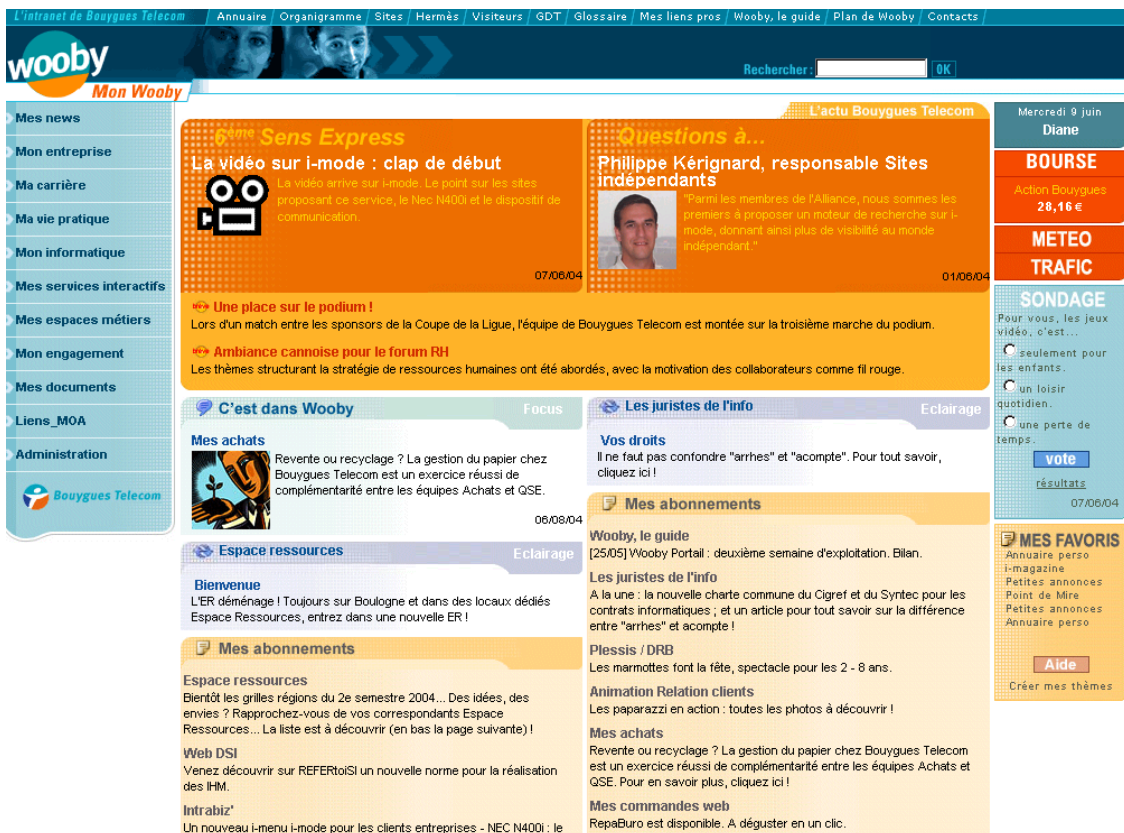 L'intranet de Bouygues Telecom
Annuaire / Organigramme / Sites / Hermès / Visiteurs / GDT / Glossaire / Mes liens pros / Wooby, le guide / Plan de Wooby / Contacts /
wooby
Mon Wooby
Rechercher :
OK
Mes news
Mon entreprise
Ma carrière
Ma vie pratique
Mon informatique
Mes services interactifs
Mes espaces métiers
Mon engagement
Mes documents
Liens_MOA
Administration
Bouygues Telecom
L'actu Bouygues Telecom
6ème Sens Express
La vidéo sur i-mode : clap de début
La vidéo arrive sur i-mode. Le point sur les sites
proposant ce service, le Nec N400i et le dispositif de
communication.
07/06/04
Questions à...
Philippe Kérignard, responsable Sites
indépendants
"Parmi les membres de l'Alliance, nous sommes les
premiers à proposer un moteur de recherche sur i-
mode, donnant ainsi plus de visibilité au monde
indépendant."
01/06/04
Une place sur le podium !
Lors d'un match entre les sponsors de la Coupe de la Ligue, l'équipe de Bouygues Telecom est montée sur la troisième marche du podium.
Ambiance cannoise pour le forum RH
Les thèmes structurant la stratégie de ressources humaines ont été abordés, avec la motivation des collaborateurs comme fil rouge.
C'est dans Wooby
Focus
Mes achats
Revente ou recyclage ? La gestion du papier chez
Bouygues Telecom est un exercice réussi de
complémentarité entre les équipes Achats et QSE.
06/08/04
Espace ressources
Eclairage
Bienvenue
L'ER déménage ! Toujours sur Boulogne et dans des locaux dédiés
Espace Ressources, entrez dans une nouvelle ER !
Mes abonnements
Espace ressources
Bientôt les grilles régions du 2e semestre 2004... Des idées, des
envies ? Rapprochez-vous de vos correspondants Espace
Ressources... La liste est à découvrir (en bas la page suivante) !
Web DSI
Venez découvrir sur REFERtoiSI un nouvelle norme pour la réalisation
des IHM.
Intrabiz'
Un nouveau i-menu i-mode pour les clients entreprises - NEC N400i : le
Les juristes de l'info
Eclairage
Vos droits
Il ne faut pas confondre "arrhes" et "acompte". Pour tout savoir,
cliquez ici !
Mes abonnements
Wooby, le guide
[25/05] Wooby Portail : deuxième semaine d'exploitation. Bilan.
Les juristes de l'info
A la une : la nouvelle charte commune du Cigref et du Syntec pour les
contrats informatiques ; et un article pour tout savoir sur la différence
entre "arrhes" et acompte !
Plessis / DRB
Les marmottes font la fête, spectacle pour les 2 - 8 ans.
Animation Relation clients
Les paparazzi en action : toutes les photos à découvrir !
Mes achats
Revente ou recyclage ? La gestion du papier chez Bouygues Telecom
est un exercice réussi de complémentarité entre les équipes Achats et
QSE. Pour en savoir plus, cliquez ici !
Mes commandes web
RepaBuro est disponible. A déguster en un clic.
Mercredi 9 juin
Diane
BOURSE
Action Bouygues
28,16 €
METEO
TRAFIC
SONDAGE
Pour vous, les jeux
vidéo, c'est...
seulement pour
les enfants.
un loisir
quotidien.
une perte de
temps.
vote
résultats
07/06/04
MES FAVORIS
Annuaire perso
i-magazine
Petites annonces
Point de Mire
Petites annonces
Annuaire perso
Aide
Créer mes thèmes